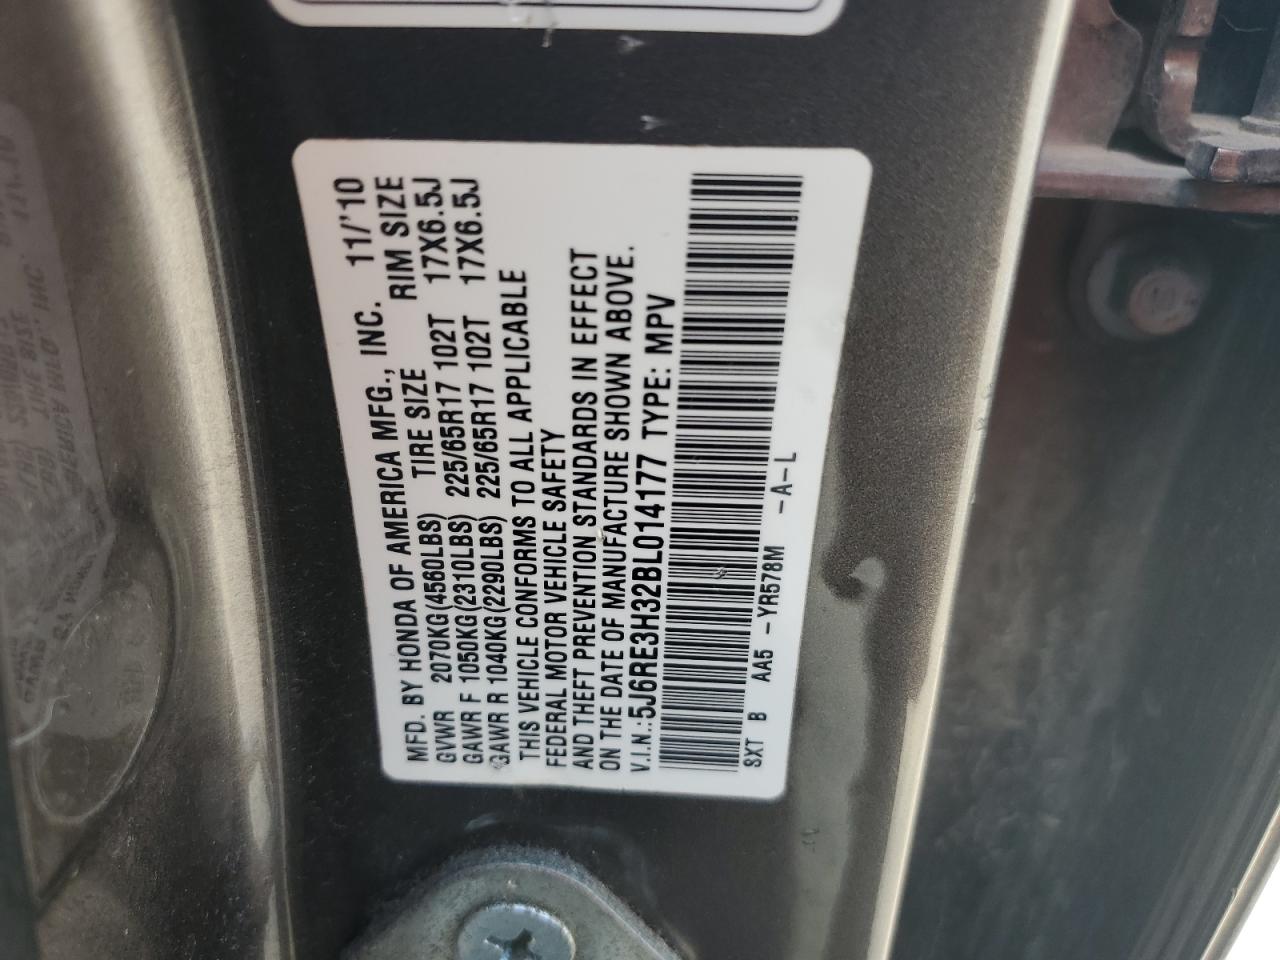 MFD. BY HONDA OF AMERICA MFG., INC. 11/'10
GVWR 2070KG(4560LBS) TIRE SIZE RIM SIZE
GAWR F 1050KG(2310LBS) 225/65R17 102T 17X6.5J
GAWR R 1040KG(2290LBS) 225/65R17 102T 17X6.5J
THIS VEHICLE CONFORMS TO ALL APPLICABLE
FEDERAL MOTOR VEHICLE SAFETY
AND THEFT PREVENTION STANDARDS IN EFFECT
ON THE DATE OF MANUFACTURE SHOWN ABOVE.
V.I.N.:5J6RE3H32BL014177 TYPE: MPV
SXT B AA5 -YR578M -A-L